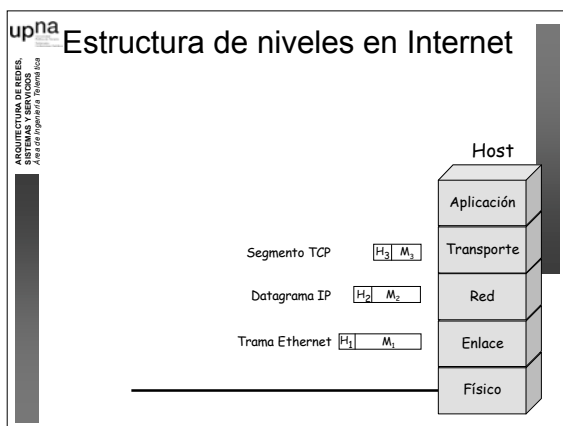 upna
Estructura de niveles en Internet
ARQUITECTURA DE REDES,
SISTEMAS Y SERVICIOS
Área de Ingeniería Telemática
Host
Aplicación
Segmento TCP H3 M3 Transporte
Datagrama IP H2 M2 Red
Trama Ethernet H1 M1 Enlace
Físico